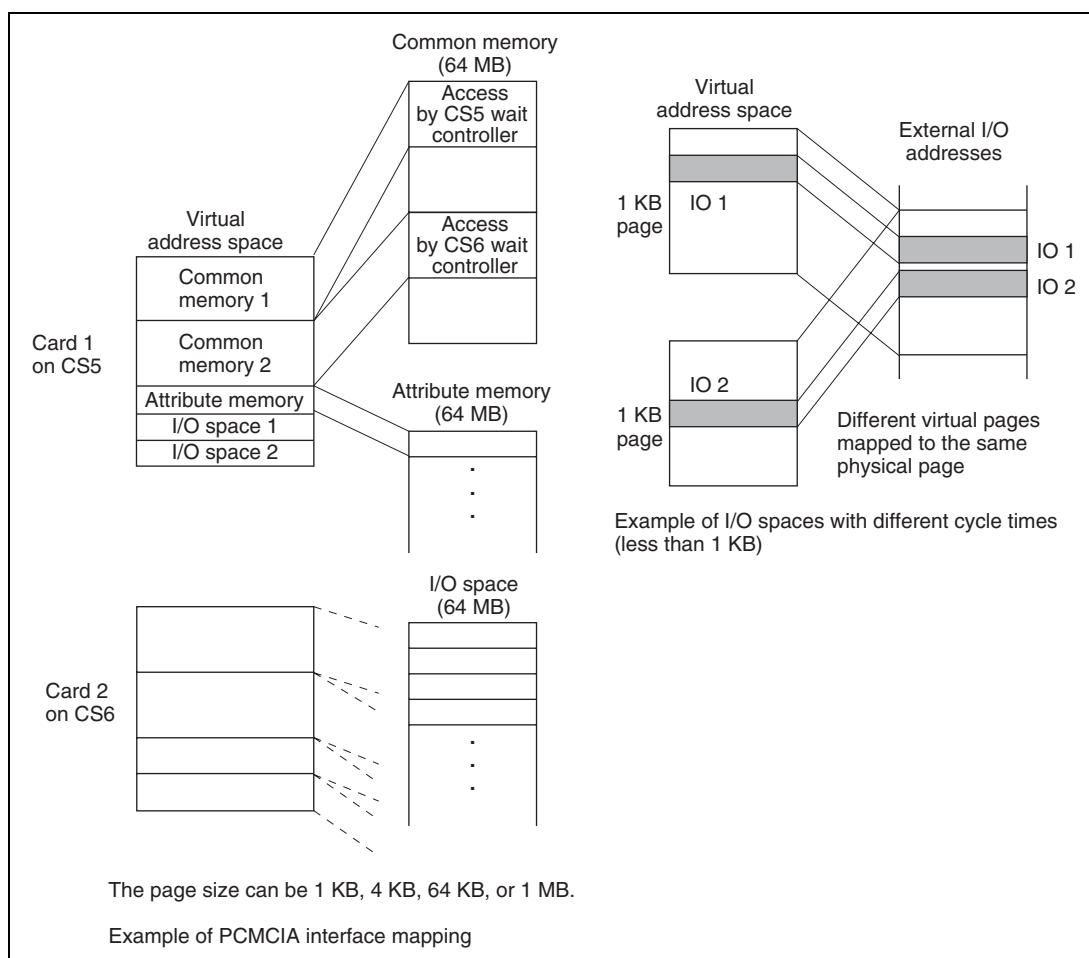 Common memory
(64 MB)
Access
by CS5 wait
controller
Access
by CS6 wait
controller
Virtual
address space
Common
memory 1
Common
memory 2
Attribute memory
I/O space 1
I/O space 2
Card 1
on CS5
Attribute memory
(64 MB)
I/O space
(64 MB)
Card 2
on CS6
Virtual
address space
External I/O
addresses
1 KB
page
IO 1
IO 1
IO 2
IO 2
1 KB
page
Different virtual pages
mapped to the same
physical page
Example of I/O spaces with different cycle times
(less than 1 KB)
The page size can be 1 KB, 4 KB, 64 KB, or 1 MB.
Example of PCMCIA interface mapping